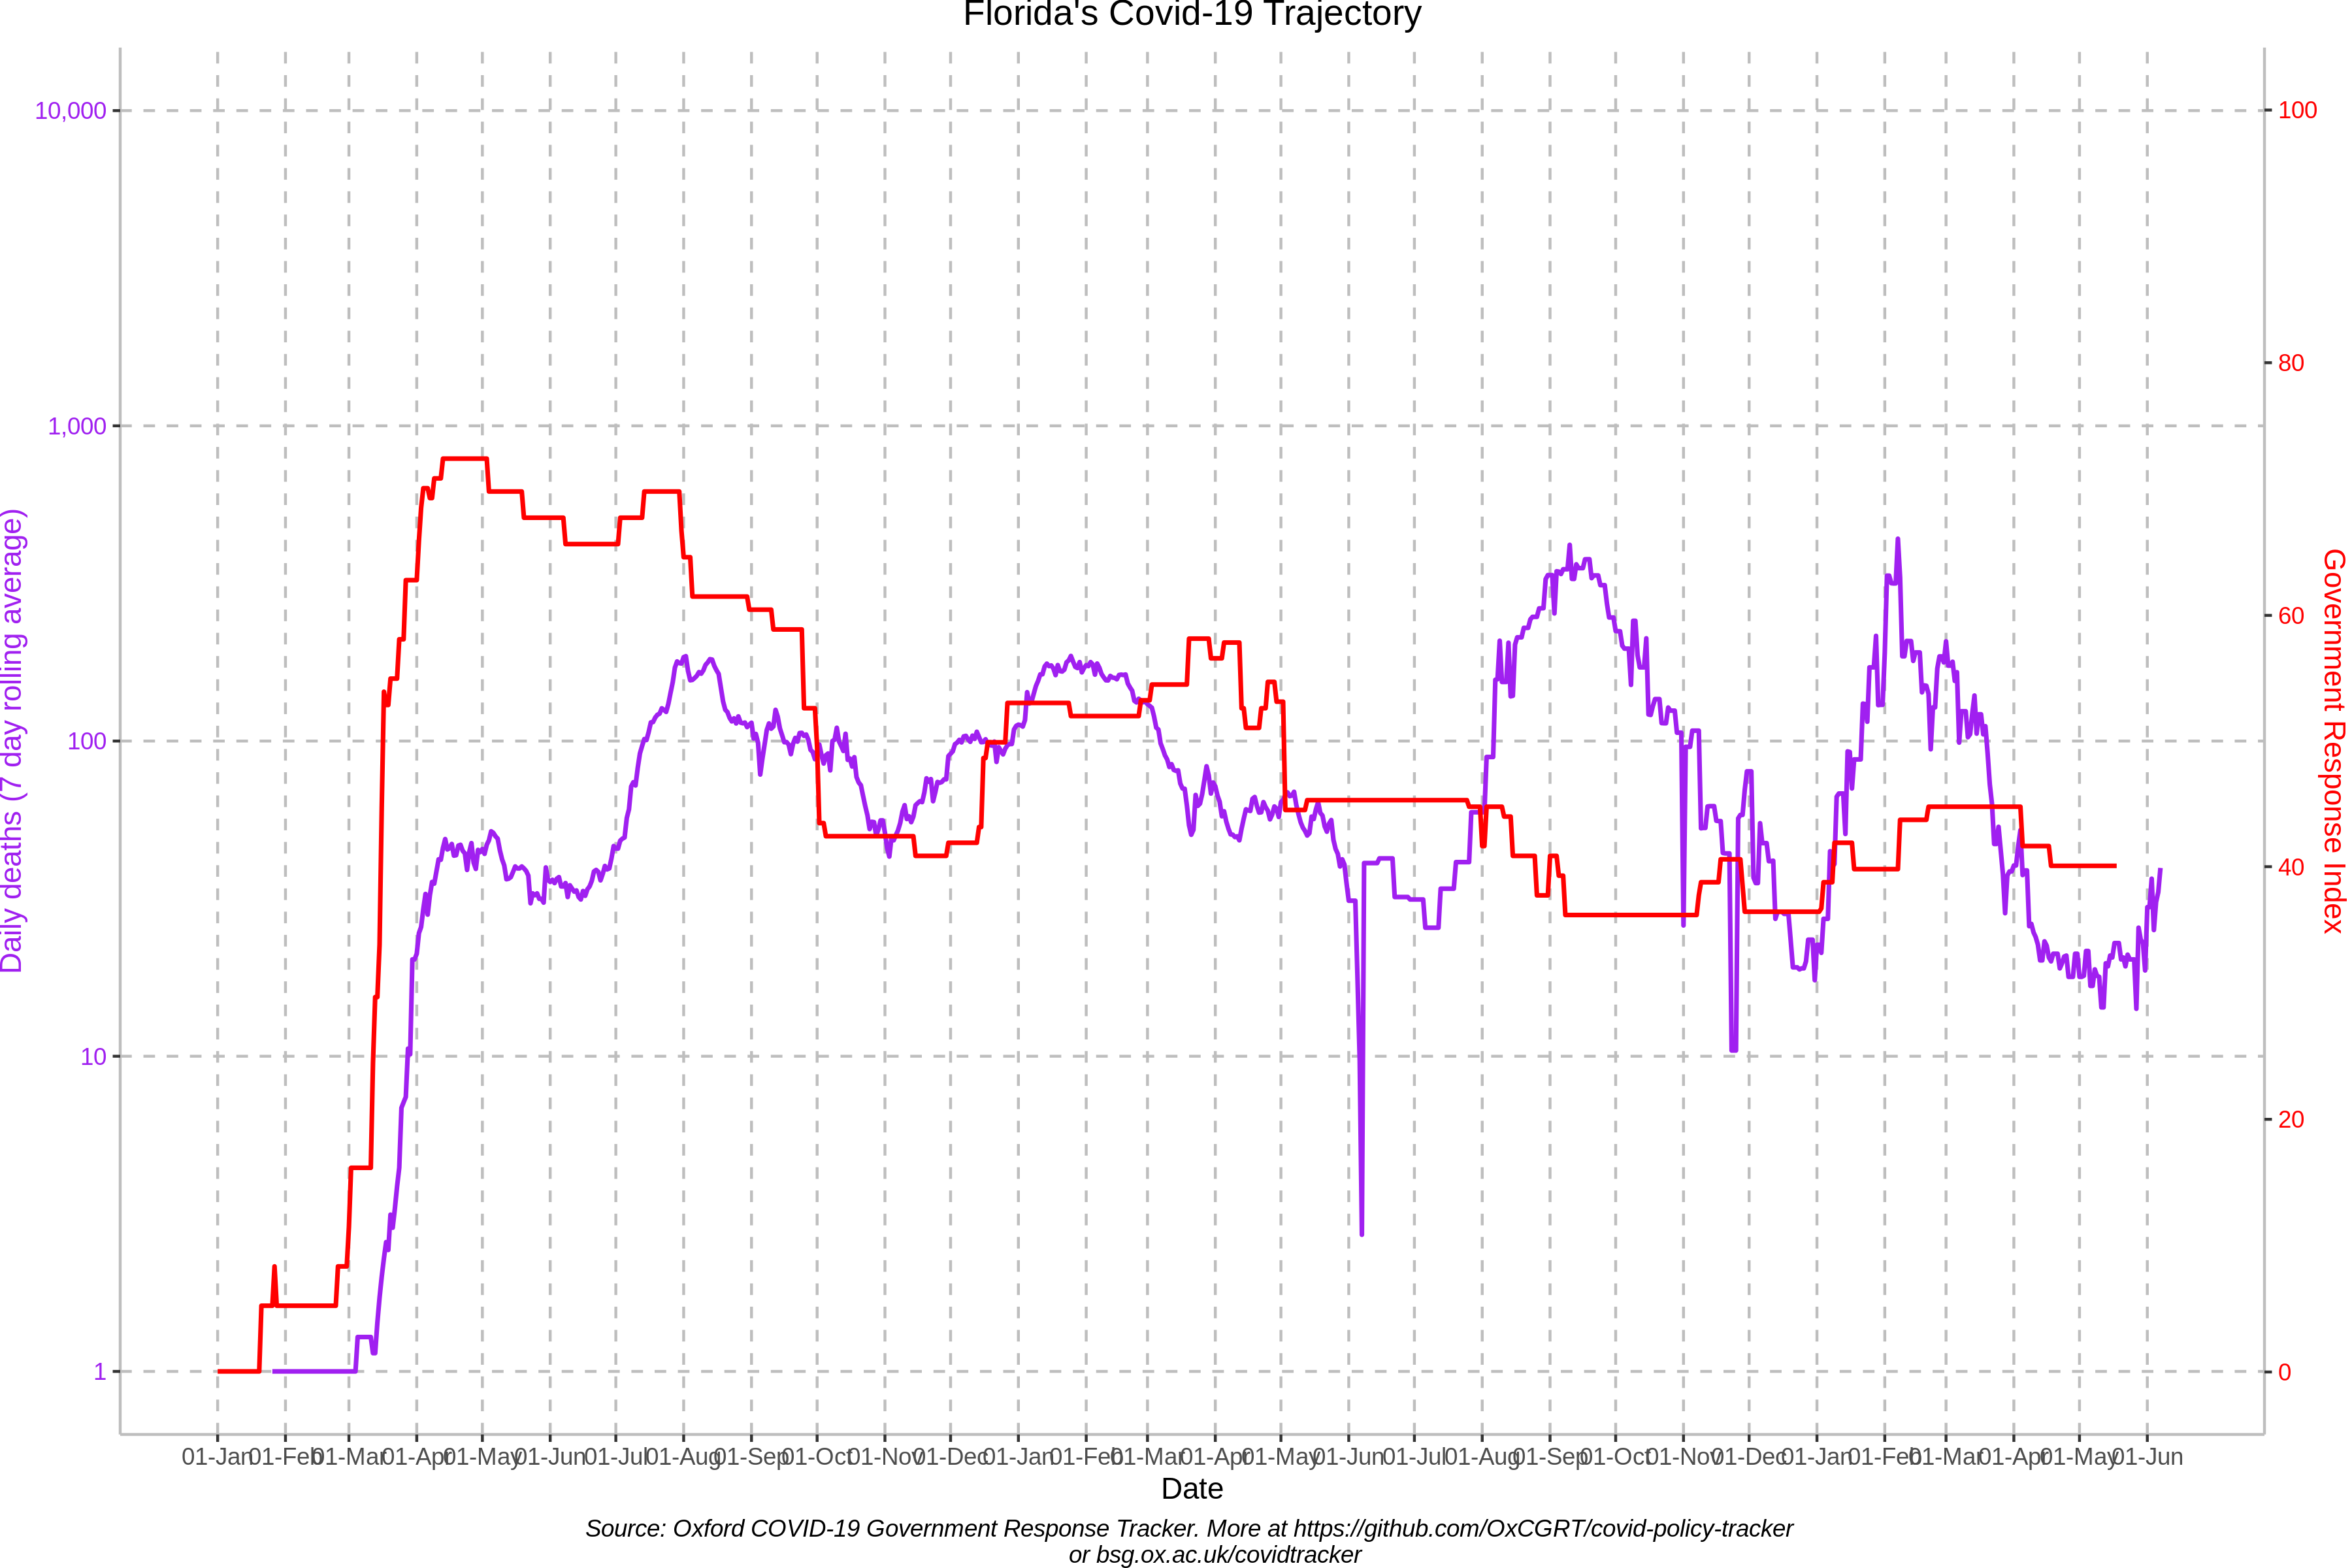 Florida's Covid-19 Trajectory
10,000
1,000
100
10
1
Daily deaths (7 day rolling average)
100
80
60
40
20
0
Government Response Index
01-Jan 01-Feb 01-Mar 01-Apr 01-May 01-Jun 01-Jul 01-Aug 01-Sep 01-Oct 01-Nov 01-Dec 01-Jan 01-Feb 01-Mar 01-Apr 01-May 01-Jun 01-Jul 01-Aug 01-Sep 01-Oct 01-Nov 01-Dec 01-Jan 01-Feb 01-Mar 01-Apr 01-May 01-Jun
Date
Source: Oxford COVID-19 Government Response Tracker. More at https://github.com/OxCGRT/covid-policy-tracker
or bsg.ox.ac.uk/covidtracker